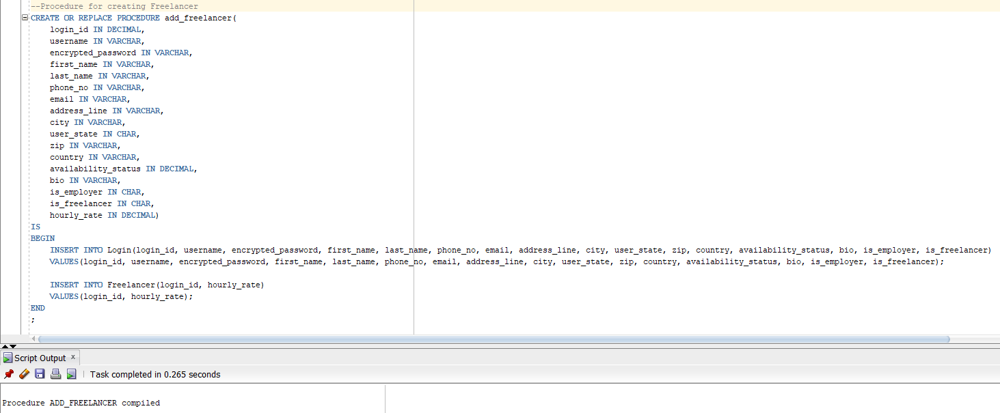 --Procedure for creating Freelancer
CREATE OR REPLACE PROCEDURE add_freelancer(
login_id IN DECIMAL,
username IN VARCHAR,
encrypted_password IN VARCHAR,
first_name IN VARCHAR,
last_name IN VARCHAR,
phone_no IN VARCHAR,
email IN VARCHAR,
address_line IN VARCHAR,
city IN VARCHAR,
user_state IN CHAR,
zip IN VARCHAR,
country IN VARCHAR,
availability_status IN DECIMAL,
bio IN VARCHAR,
is_employer IN CHAR,
is_freelancer IN CHAR,
hourly_rate IN DECIMAL)
IS
BEGIN
INSERT INTO Login(login_id, username, encrypted_password, first_name, last_name, phone_no, email, address_line, city, user_state, zip, country, availability_status, bio, is_employer, is_freelancer)
VALUES(login_id, username, encrypted_password, first_name, last_name, phone_no, email, address_line, city, user_state, zip, country, availability_status, bio, is_employer, is_freelancer);
INSERT INTO Freelancer(login_id, hourly_rate)
VALUES(login_id, hourly_rate);
END
;
Script Output x
Task completed in 0.265 seconds
Procedure ADD_FREELANCER compiled